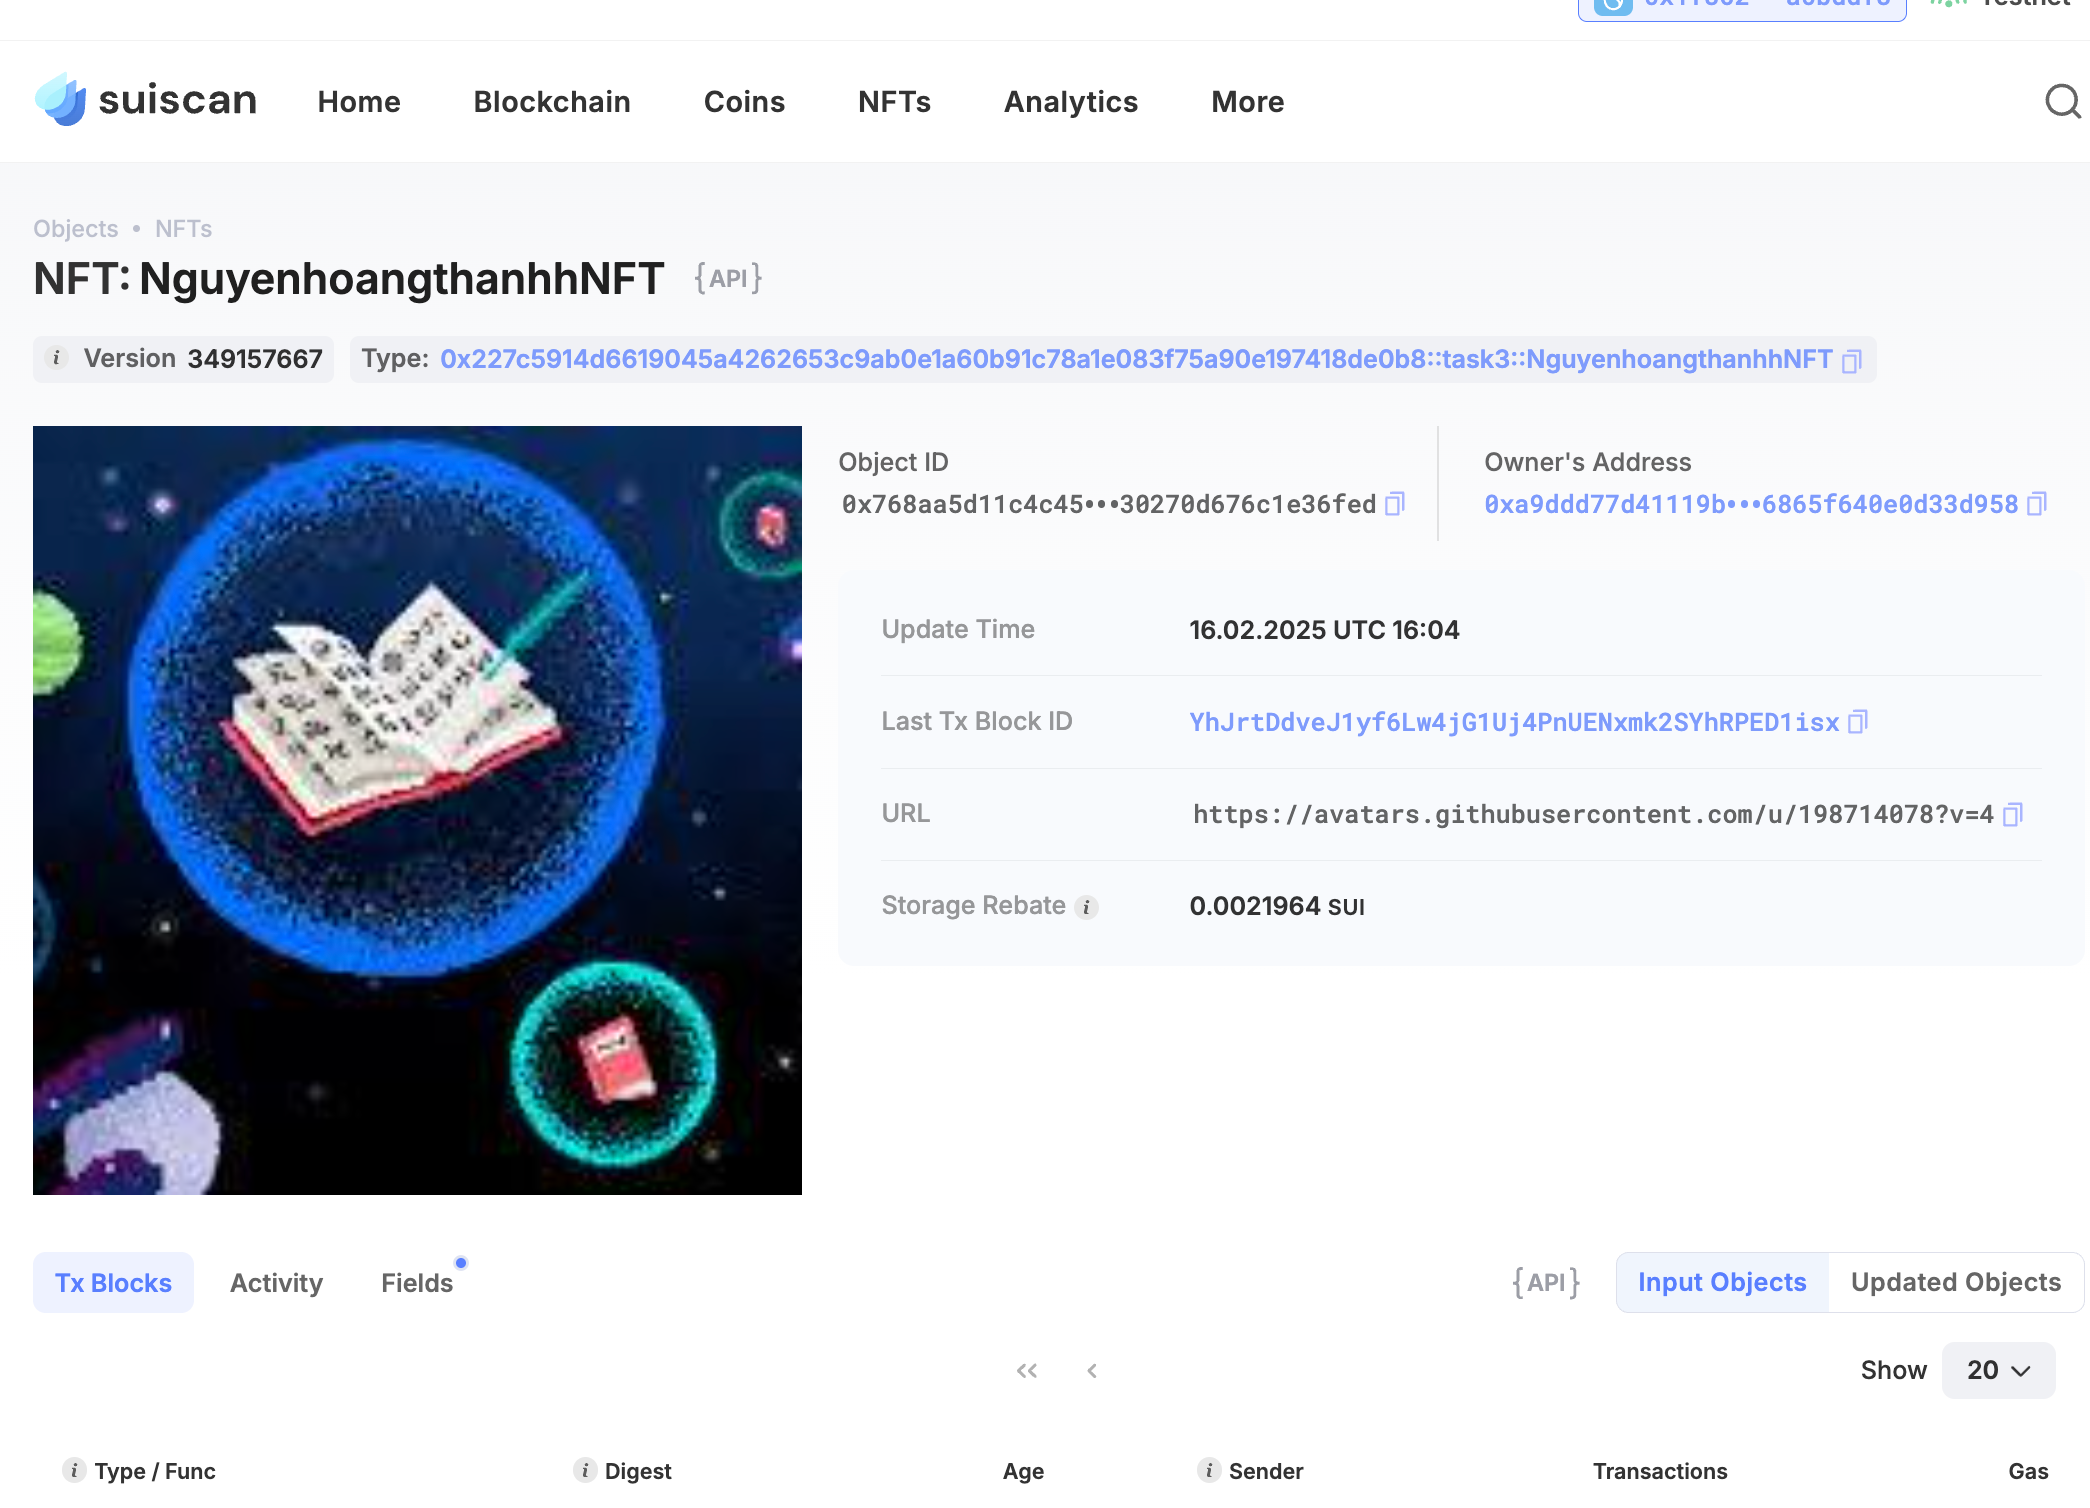 suiscan
Home
Blockchain
Coins
NFTs
Analytics
More
Objects • NFTs
NFT: NguyenhoangthanhhNFT {API}
Version 349157667
Type: 0x227c5914d6619045a4262653c9ab0e1a60b91c78a1e083f75a90e197418de0b8::task3::NguyenhoangthanhhNFT
Object ID
0x768aa5d11c4c45•••30270d676c1e36fed
Owner's Address
0xa9ddd77d41119b•••6865f640e0d33d958
Update Time 16.02.2025 UTC 16:04
Last Tx Block ID YhJrtDdveJ1yf6Lw4jG1Uj4PnUENxmk2SYhRPED1isx
URL https://avatars.githubusercontent.com/u/198714078?v=4
Storage Rebate 0.0021964 SUI
Tx Blocks
Activity
Fields
{API}
Input Objects
Updated Objects
Show 20
Type / Func
Digest
Age
Sender
Transactions
Gas